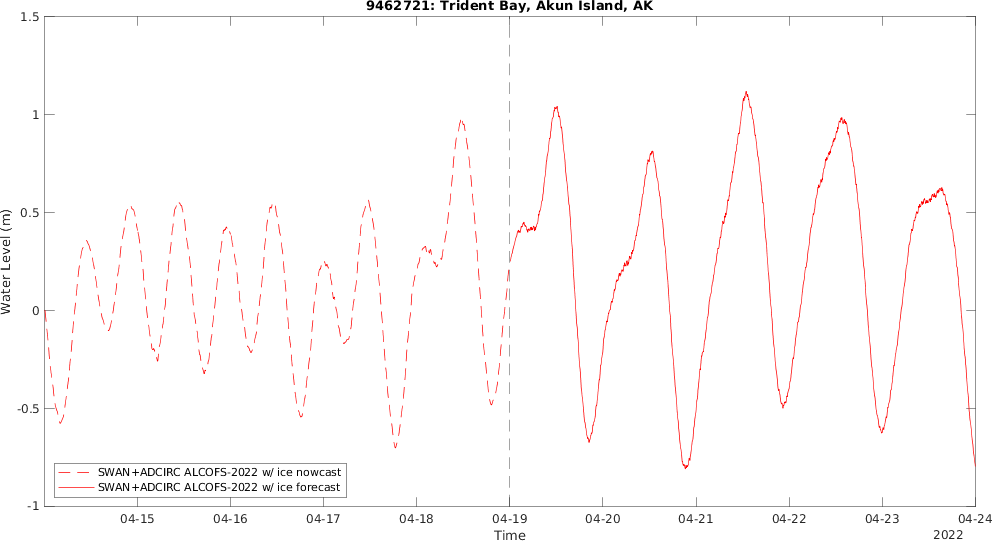 9462721: Trident Bay, Akun Island, AK
1.5
1
0.5
0
-0.5
-1
Water Level (m)
SWAN+ADCIRC ALCOFS-2022 w/ ice nowcast
SWAN+ADCIRC ALCOFS-2022 w/ ice forecast
04-15 04-16 04-17 04-18 04-19 04-20 04-21 04-22 04-23 04-24
Time
2022